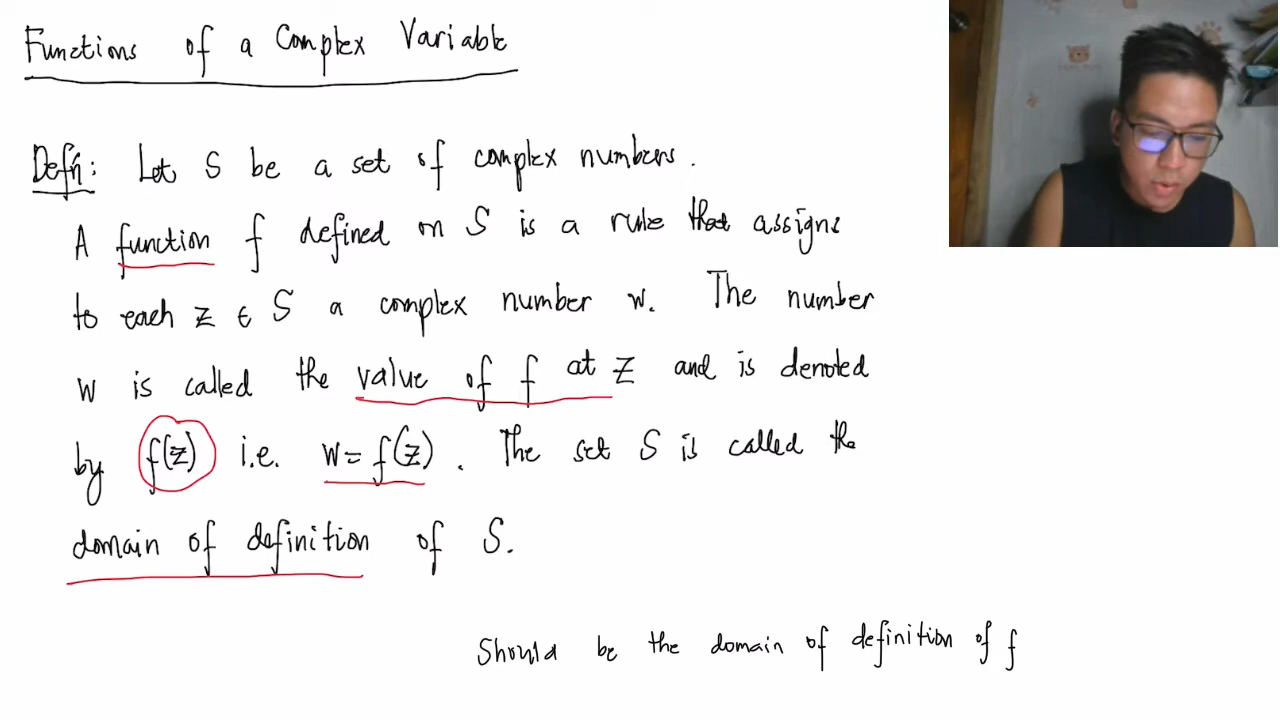 Functions of a Complex Variable
Defn: Let S be a set of complex numbers.
A function f defined on S is a rule that assigns
to each z ∈ S a complex number w. The number
w is called the value of f at z and is denoted
by f(z) i.e. w = f(z). The set S is called the
domain of definition of S.
Should be the domain of definition of f